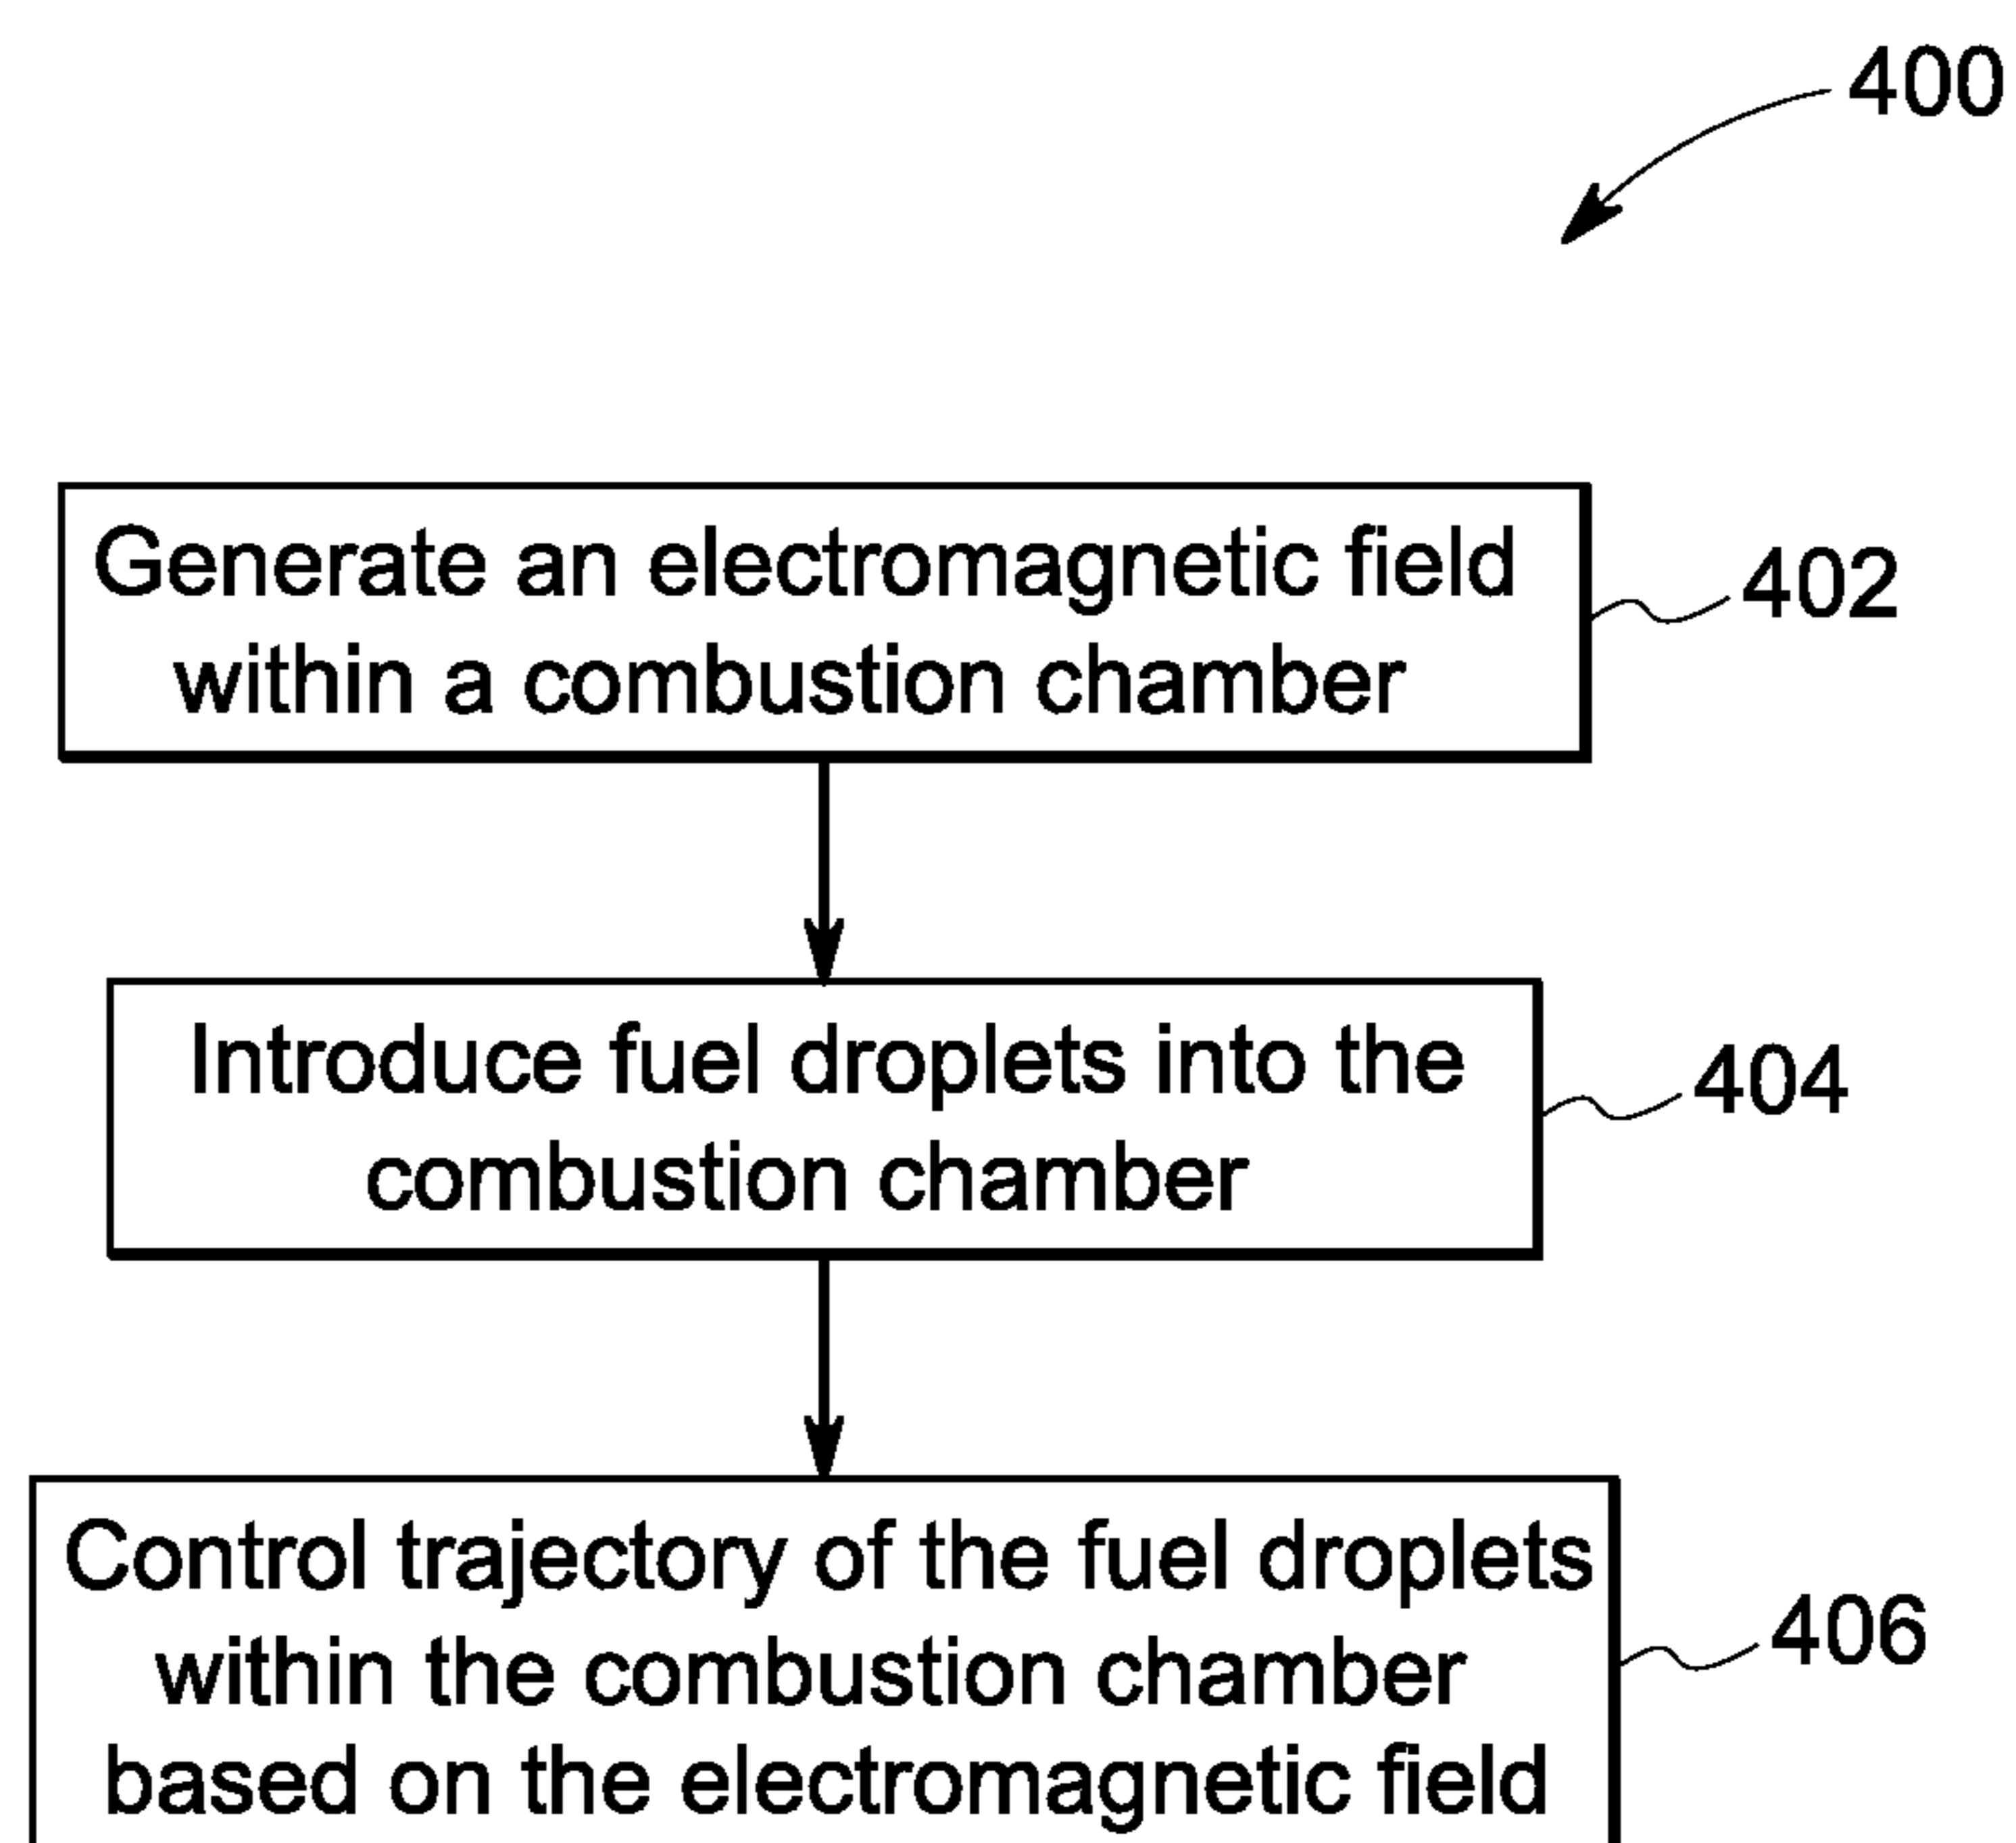 400
Generate an electromagnetic field
within a combustion chamber
402
Introduce fuel droplets into the
combustion chamber
404
Control trajectory of the fuel droplets
within the combustion chamber
based on the electromagnetic field
406